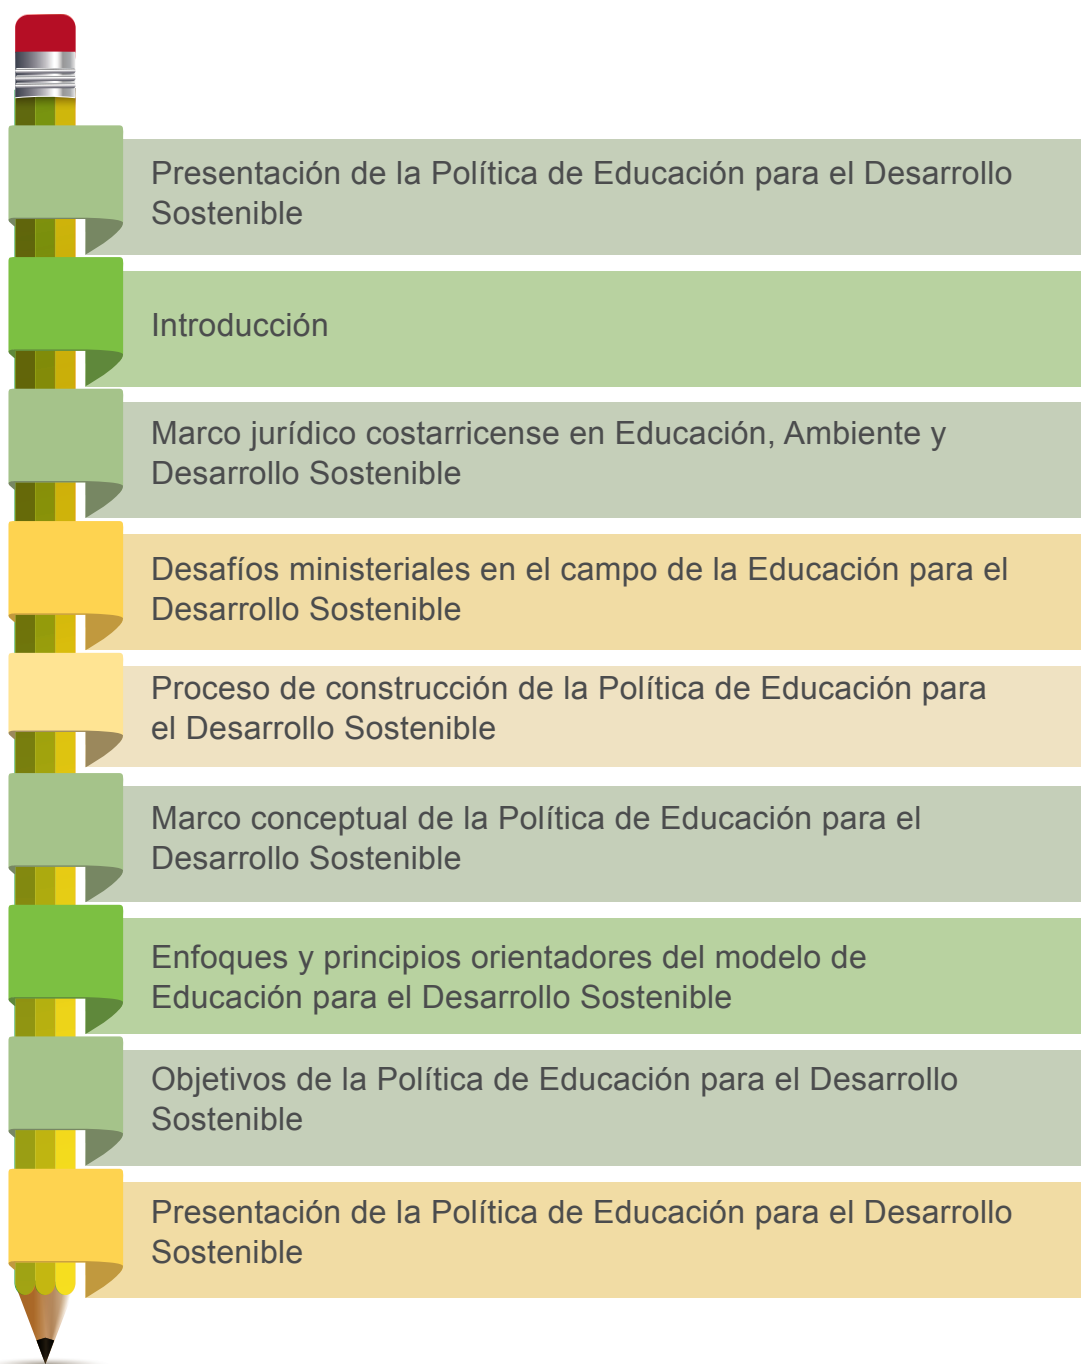 Presentación de la Política de Educación para el Desarrollo
Sostenible
Introducción
Marco jurídico costarricense en Educación, Ambiente y
Desarrollo Sostenible
Desafíos ministeriales en el campo de la Educación para el
Desarrollo Sostenible
Proceso de construcción de la Política de Educación para
el Desarrollo Sostenible
Marco conceptual de la Política de Educación para el
Desarrollo Sostenible
Enfoques y principios orientadores del modelo de
Educación para el Desarrollo Sostenible
Objetivos de la Política de Educación para el Desarrollo
Sostenible
Presentación de la Política de Educación para el Desarrollo
Sostenible